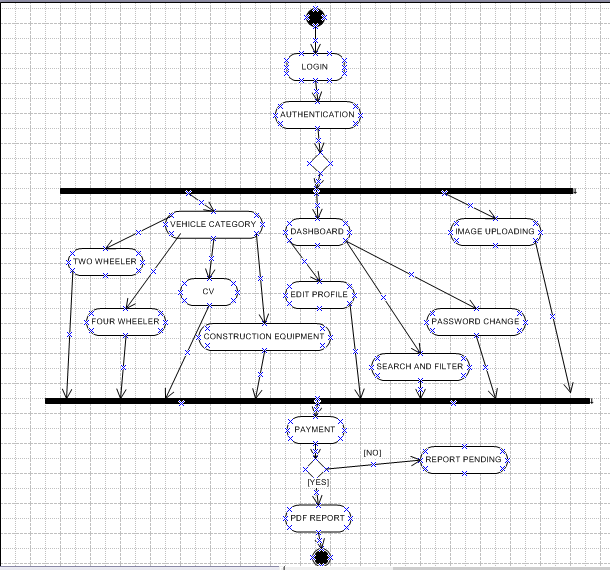 LOGIN
AUTHENTICATION
VEHICLE CATEGORY
DASHBOARD
IMAGE UPLOADING
TWO WHEELER
CV
EDIT PROFILE
FOUR WHEELER
PASSWORD CHANGE
CONSTRUCTION EQUIPMENT
SEARCH AND FILTER
PAYMENT
[NO]
REPORT PENDING
[YES]
PDF REPORT